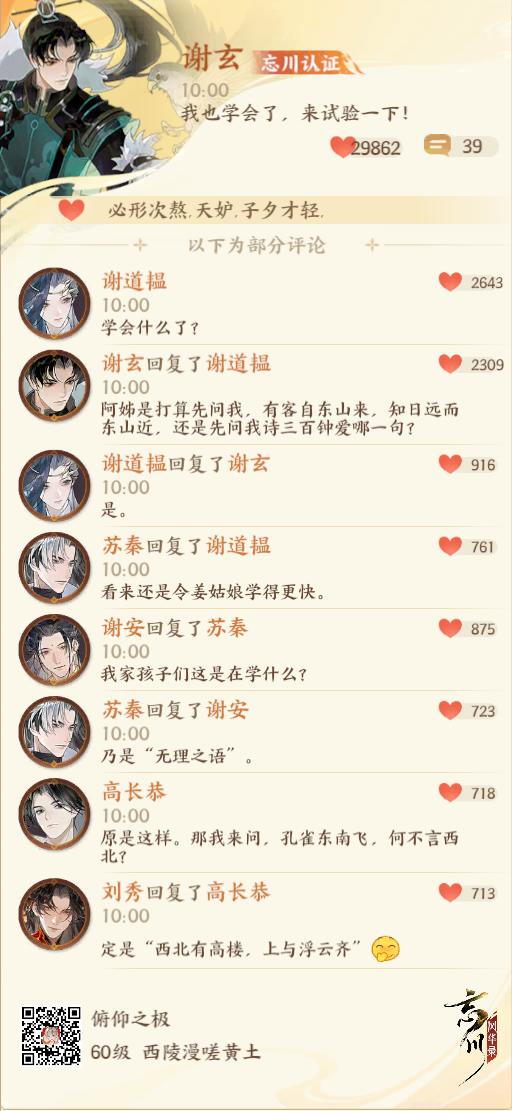 谢玄 忘川认证
10:00
我也学会了，来试验一下！
29862 39
必形次熬,天妒,子夕才轻,
以下为部分评论
谢道韫 2643
10:00
学会什么了？
谢玄回复了谢道韫 2309
10:00
阿姊是打算先问我，有客自东山来，知日远而
东山近，还是先问我诗三百钟爱哪一句？
谢道韫回复了谢玄 916
10:00
是。
苏秦回复了谢道韫 761
10:00
看来还是令姜姑娘学得更快。
谢安回复了苏秦 875
10:00
我家孩子们这是在学什么？
苏秦回复了谢安 723
10:00
乃是“无理之语”。
高长恭 718
10:00
原是这样。那我来问，孔雀东南飞，何不言西
北？
刘秀回复了高长恭 713
10:00
定是“西北有高楼，上与浮云齐”
俯仰之极
60级 西陵漫嗟黄土
忘川
风华录